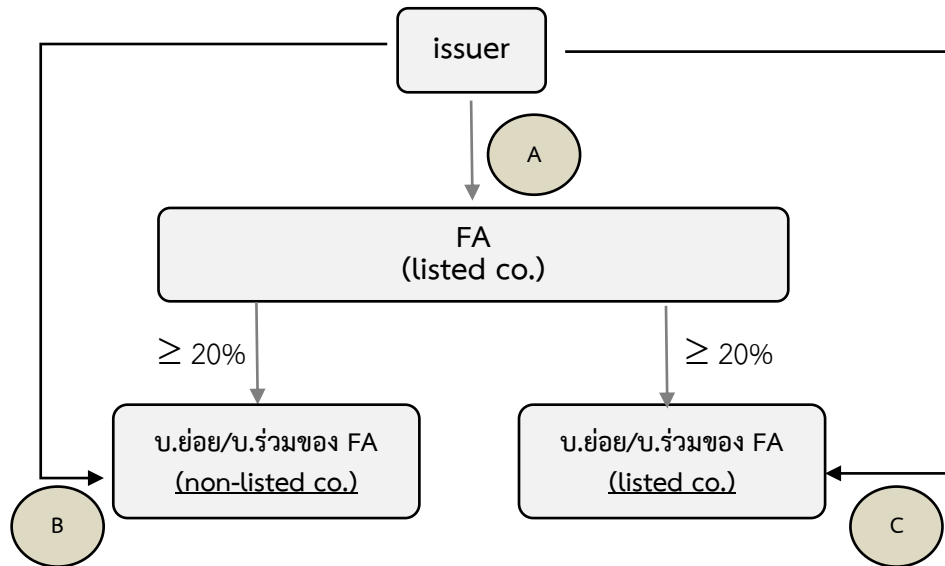 issuer
A
FA
(listed co.)
≥ 20%
≥ 20%
บ.ย่อย/บ.ร่วมของ FA
(non-listed co.)
บ.ย่อย/บ.ร่วมของ FA
(listed co.)
B
C